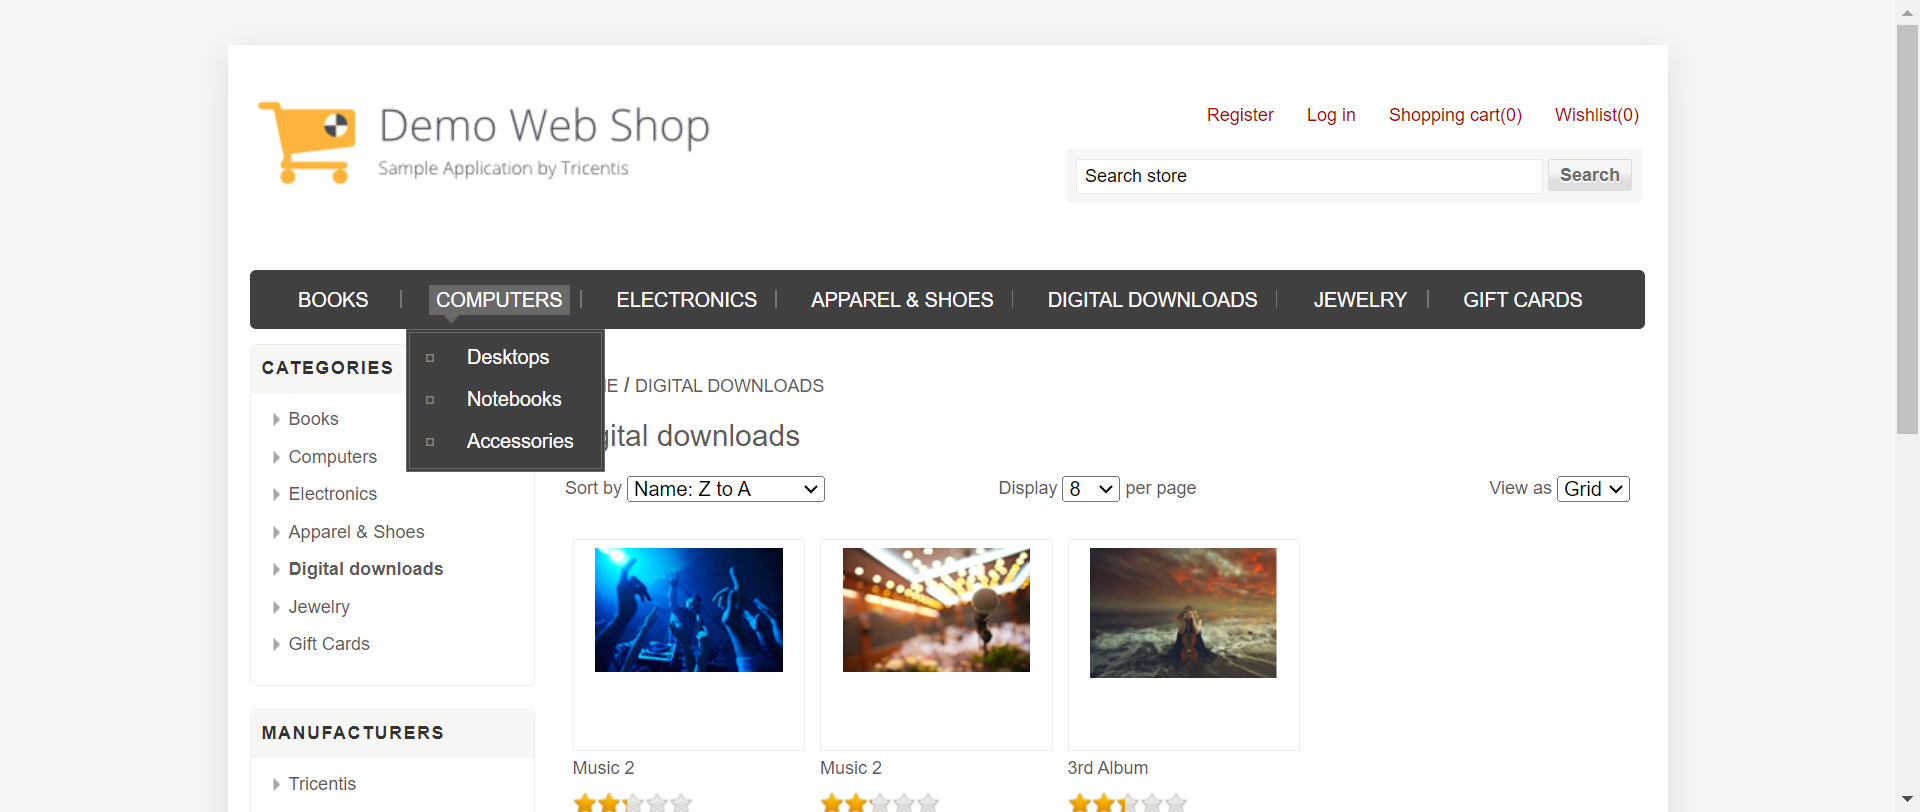 Demo Web Shop
Sample Application by Tricentis
Register Log in Shopping cart(0) Wishlist(0)
Search store Search
BOOKS COMPUTERS ELECTRONICS APPAREL & SHOES DIGITAL DOWNLOADS JEWELRY GIFT CARDS
Desktops
Notebooks
Accessories
CATEGORIES
Books
Computers
Electronics
Apparel & Shoes
Digital downloads
Jewelry
Gift Cards
MANUFACTURERS
Tricentis
E / DIGITAL DOWNLOADS
gital downloads
Sort by Name: Z to A Display 8 per page View as Grid
Music 2 Music 2 3rd Album